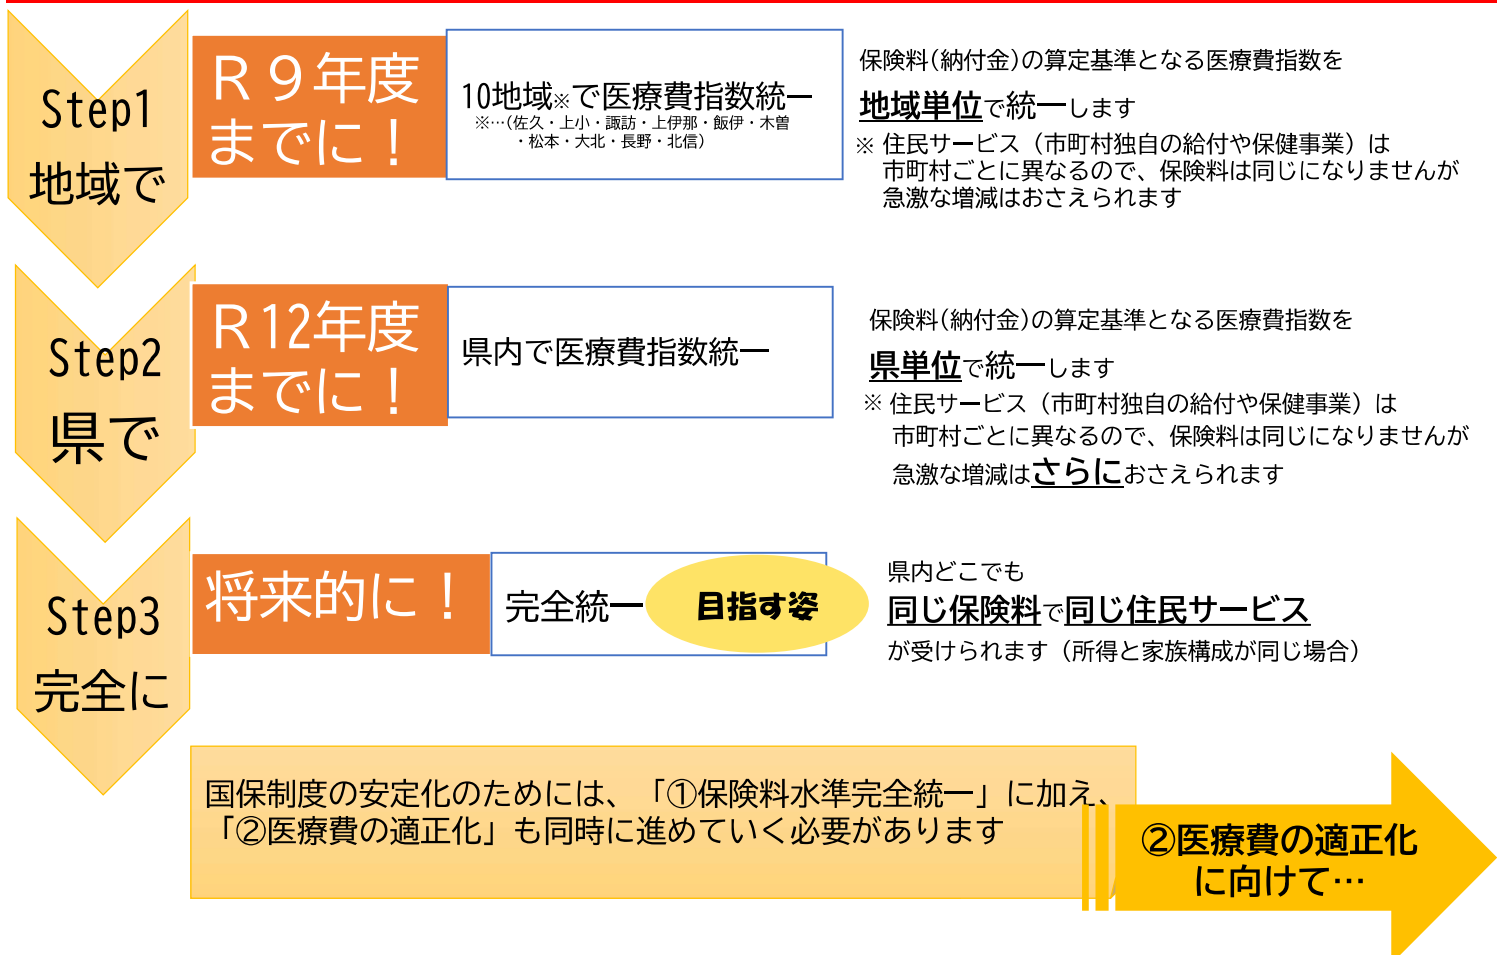 Step1
地域で
R９年度
までに！
10地域※で医療費指数統一
※…(佐久・上小・諏訪・上伊那・飯伊・木曽
・松本・大北・長野・北信)
保険料(納付金)の算定基準となる医療費指数を
地域単位で統一します
※ 住民サービス（市町村独自の給付や保健事業）は
市町村ごとに異なるので、保険料は同じになりませんが
急激な増減はおさえられます
Step2
県で
R12年度
までに！
県内で医療費指数統一
保険料(納付金)の算定基準となる医療費指数を
県単位で統一します
※ 住民サービス（市町村独自の給付や保健事業）は
市町村ごとに異なるので、保険料は同じになりませんが
急激な増減はさらにおさえられます
Step3
完全に
将来的に！
完全統一
目指す姿
県内どこでも
同じ保険料で同じ住民サービス
が受けられます（所得と家族構成が同じ場合）
国保制度の安定化のためには、「①保険料水準完全統一」に加え、
「②医療費の適正化」も同時に進めていく必要があります
②医療費の適正化
に向けて…